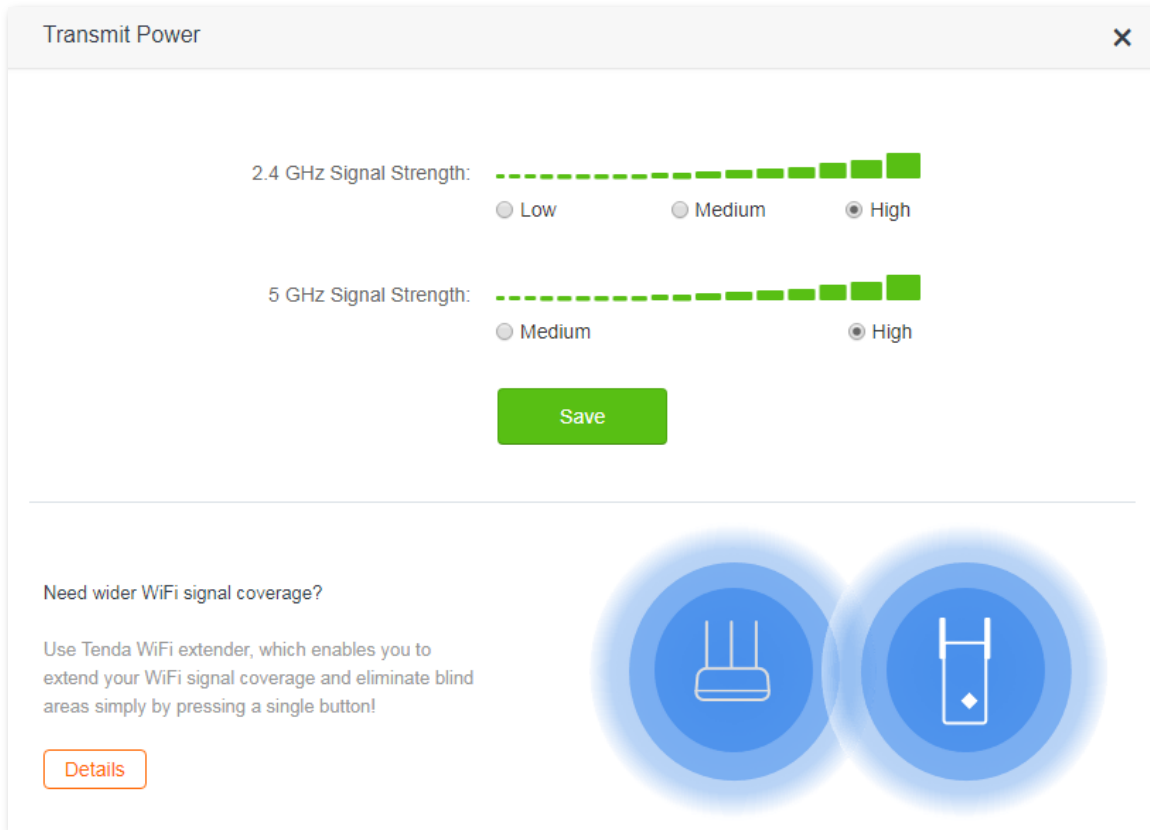 Transmit Power
2.4 GHz Signal Strength:
Low Medium High
5 GHz Signal Strength:
Medium High
Save
Need wider WiFi signal coverage?
Use Tenda WiFi extender, which enables you to
extend your WiFi signal coverage and eliminate blind
areas simply by pressing a single button!
Details